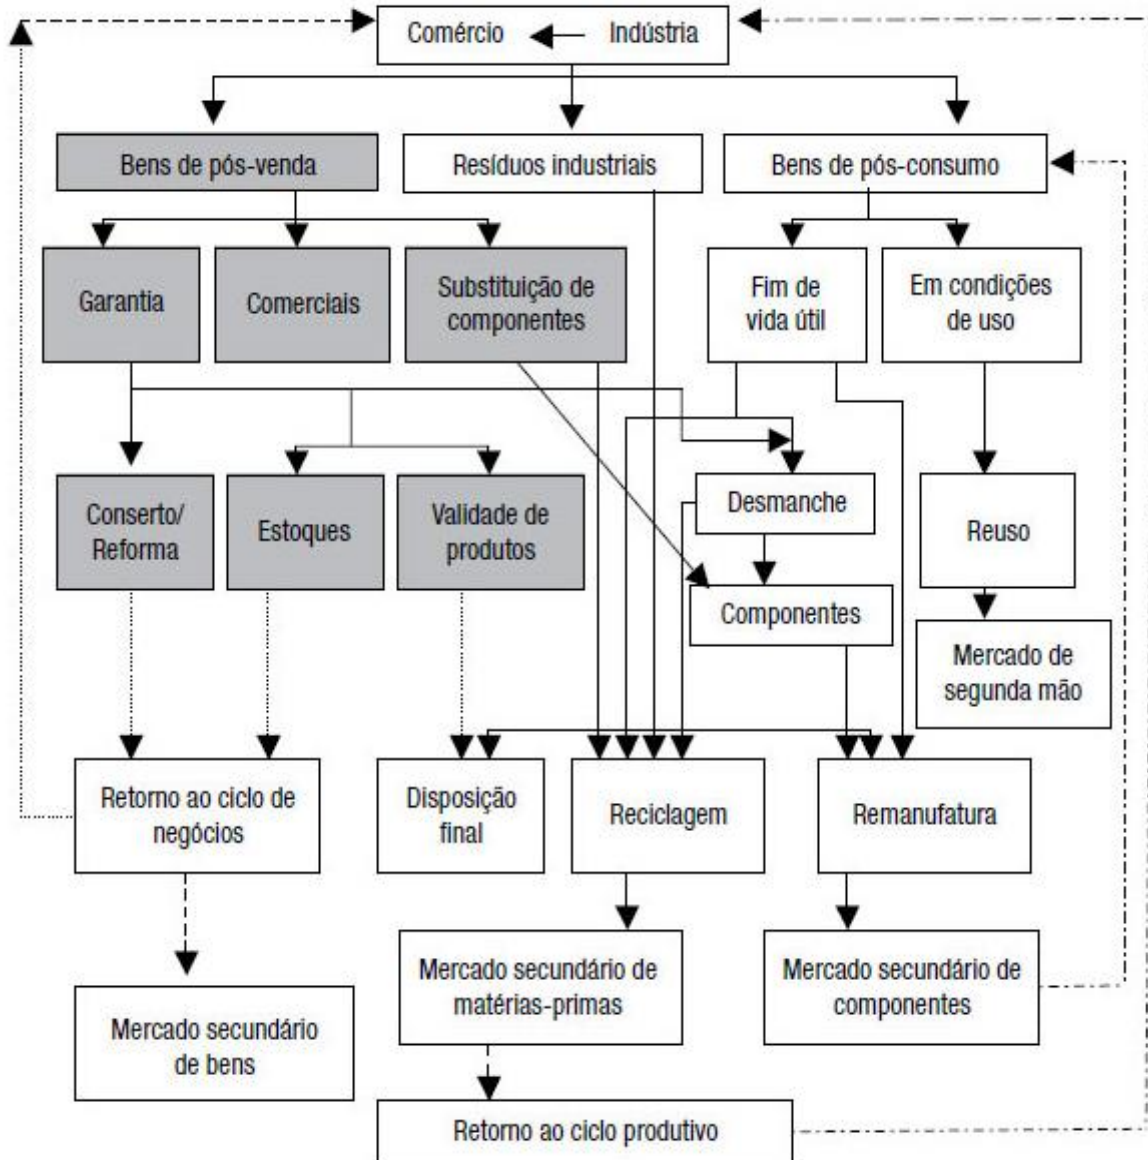 Comércio
Indústria
Bens de pós-venda
Resíduos industriais
Bens de pós-consumo
Garantia
Comerciais
Substituição de
componentes
Fim de
vida útil
Em condições
de uso
Conserto/
Reforma
Estoques
Validade de
produtos
Desmanche
Reuso
Componentes
Mercado de
segunda mão
Retorno ao ciclo de
negócios
Disposição
final
Reciclagem
Remanufatura
Mercado secundário
de bens
Mercado secundário de
matérias-primas
Mercado secundário de
componentes
Retorno ao ciclo produtivo